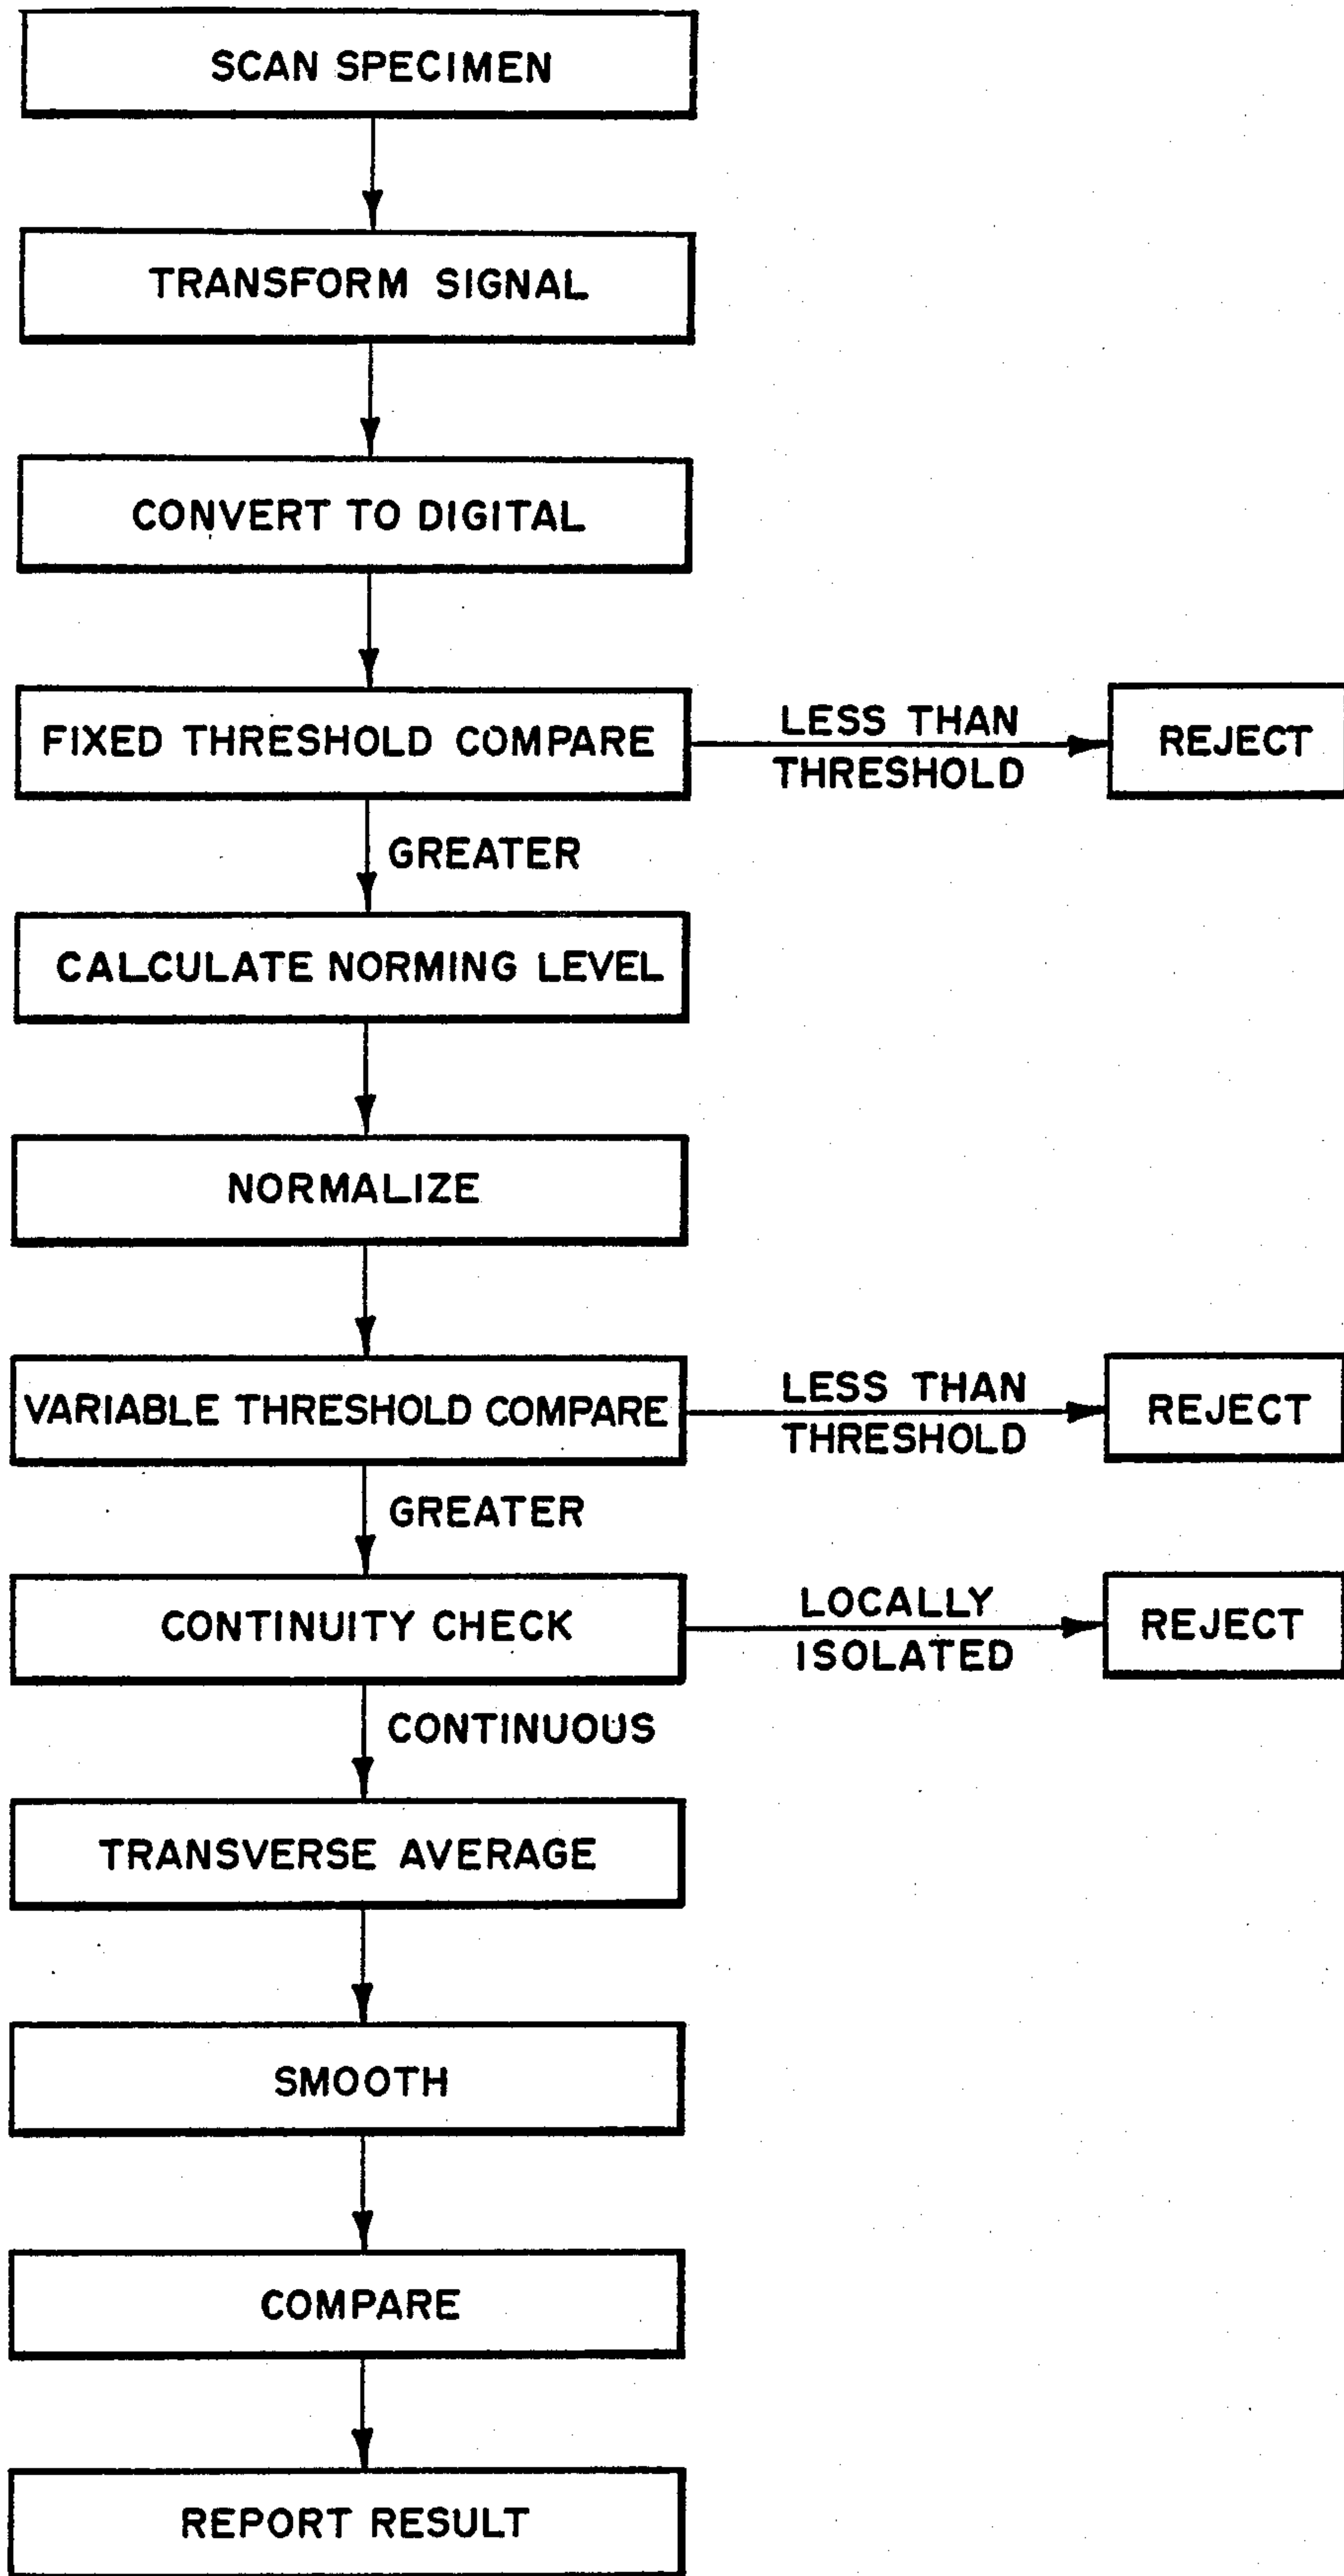 SCAN SPECIMEN
TRANSFORM SIGNAL
CONVERT TO DIGITAL
FIXED THRESHOLD COMPARE
LESS THAN
THRESHOLD
REJECT
GREATER
CALCULATE NORMING LEVEL
NORMALIZE
VARIABLE THRESHOLD COMPARE
LESS THAN
THRESHOLD
REJECT
GREATER
CONTINUITY CHECK
LOCALLY
ISOLATED
REJECT
CONTINUOUS
TRANSVERSE AVERAGE
SMOOTH
COMPARE
REPORT RESULT